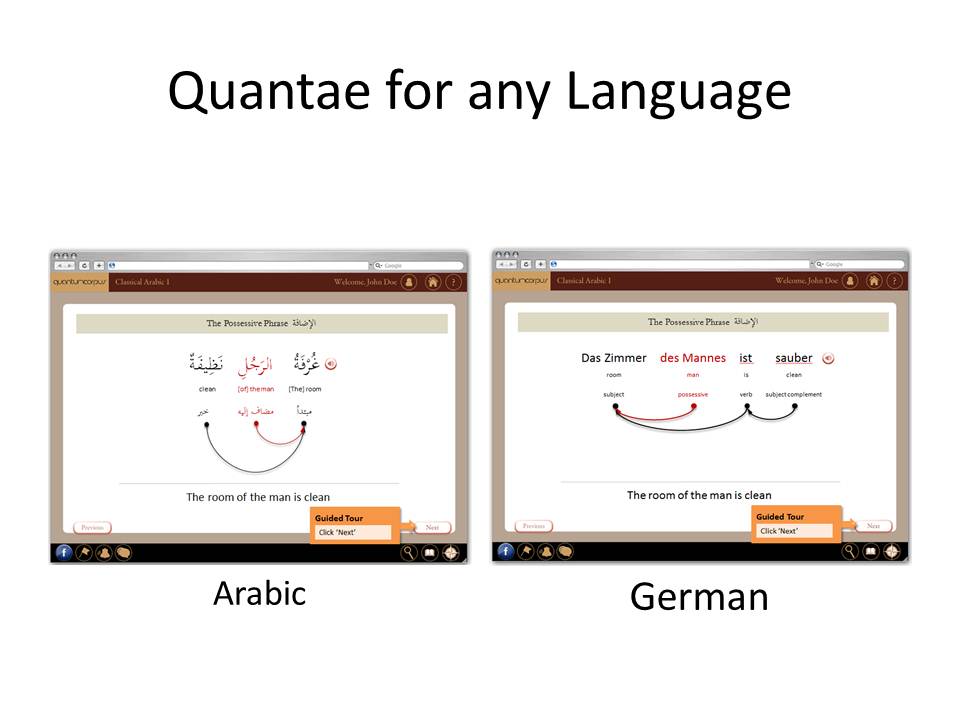 Quantae for any Language
Google
quantumcorpus Classical Arabic 1 Welcome, John Doe ?
The Possessive Phrase الإضافة
غُرْفَةُ الرَجُلِ نَظِيفَةٌ
clean [of] the man [The] room
مبتدأ مضاف إليه خبر
The room of the man is clean
Guided Tour
Click ‘Next’
Previous Next
f
Arabic
Google
quantumcorpus Classical Arabic 1 Welcome, John Doe ?
The Possessive Phrase الإضافة
Das Zimmer des Mannes ist sauber
room man is clean
subject possessive verb subject complement
The room of the man is clean
Guided Tour
Click ‘Next’
Previous Next
f
German